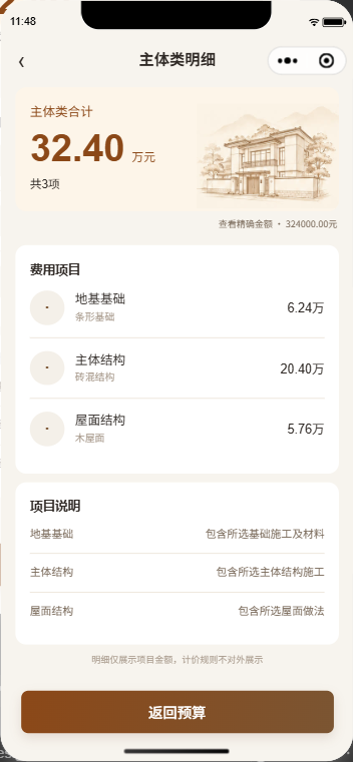 11:48
主体类明细
主体类合计
32.40 万元
共3项
查看精确金额 · 324000.00元
费用项目
地基基础
条形基础
6.24万
主体结构
砖混结构
20.40万
屋面结构
木屋面
5.76万
项目说明
地基基础 包含所选基础施工及材料
主体结构 包含所选主体结构施工
屋面结构 包含所选屋面做法
明细仅展示项目金额，计价规则不对外展示
返回预算